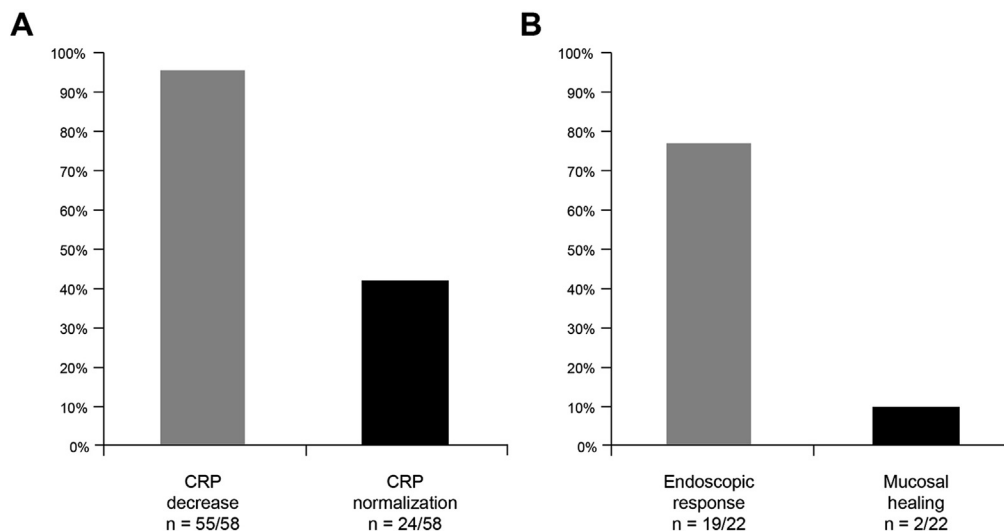 A
100%
90%
80%
70%
60%
50%
40%
30%
20%
10%
0%
CRP
decrease
n = 55/58
CRP
normalization
n = 24/58
B
100%
90%
80%
70%
60%
50%
40%
30%
20%
10%
0%
Endoscopic
response
n = 19/22
Mucosal
healing
n = 2/22